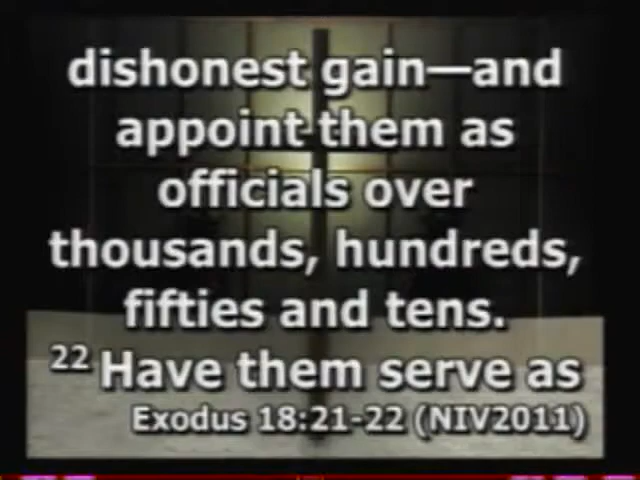 dishonest gain—and
appoint them as
officials over
thousands, hundreds,
fifties and tens.
22 Have them serve as
Exodus 18:21-22 (NIV2011)